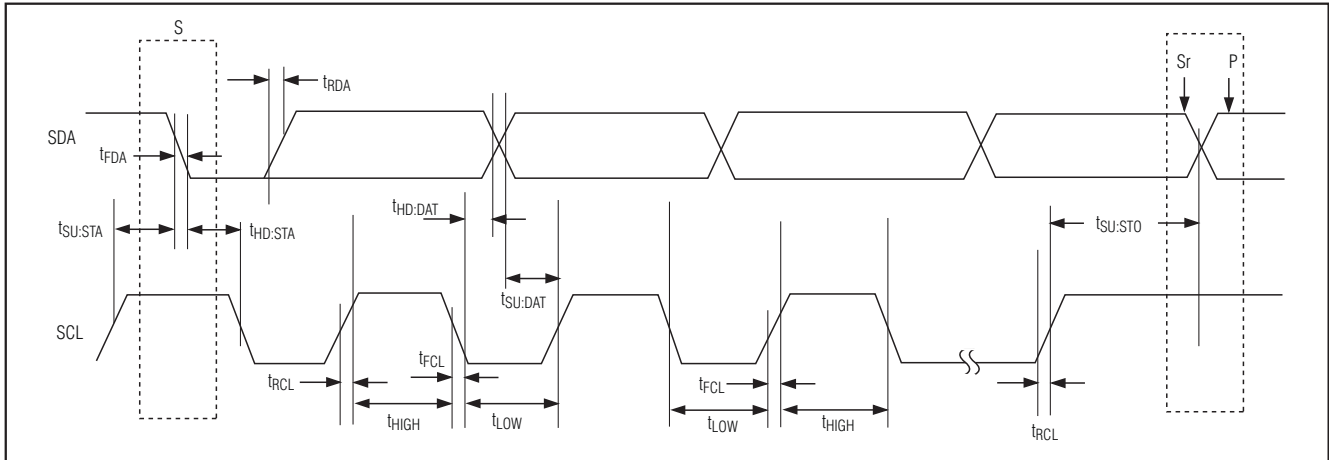 S
Sr P
tRDA
SDA
tFDA
tHD:DAT
tSU:STA tHD:STA tSU:STO
tSU:DAT
SCL
tFCL
tRCL tFCL
tHIGH tLOW tLOW tHIGH
tRCL